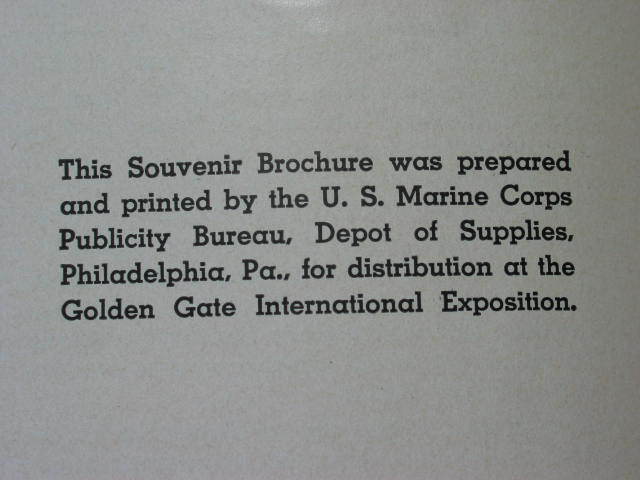 This Souvenir Brochure was prepared
and printed by the U. S. Marine Corps
Publicity Bureau, Depot of Supplies,
Philadelphia, Pa., for distribution at the
Golden Gate International Exposition.